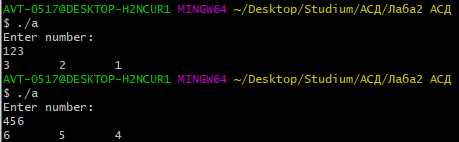 AVT-0517@DESKTOP-H2NCUR1 MINGW64 ~/Desktop/Studium/АСД/Лаба2 АСД
$ ./a
Enter number:
123
3       2       1
AVT-0517@DESKTOP-H2NCUR1 MINGW64 ~/Desktop/Studium/АСД/Лаба2 АСД
$ ./a
Enter number:
456
6       5       4